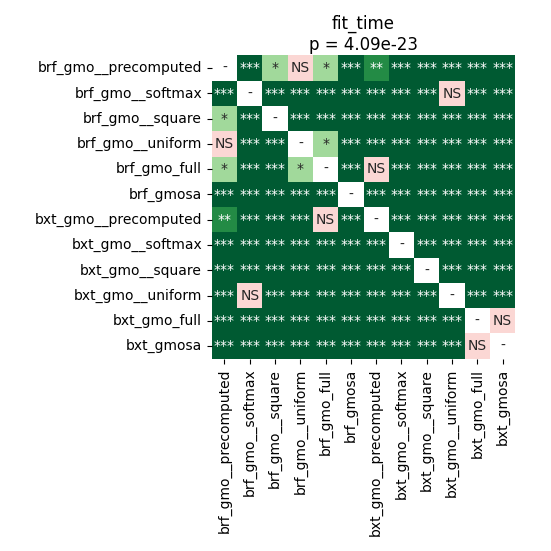 fit_time
p = 4.09e-23
brf_gmo__precomputed - *** * NS * *** ** *** *** *** *** ***
brf_gmo__softmax *** - *** *** *** *** *** *** *** NS *** ***
brf_gmo__square * *** - *** *** *** *** *** *** *** *** ***
brf_gmo__uniform NS *** *** - * *** *** *** *** *** *** ***
brf_gmo_full * *** *** * - *** NS *** *** *** *** ***
brf_gmosa *** *** *** *** *** - *** *** *** *** *** ***
bxt_gmo__precomputed ** *** *** *** NS *** - *** *** *** *** ***
bxt_gmo__softmax *** *** *** *** *** *** *** - *** *** *** ***
bxt_gmo__square *** *** *** *** *** *** *** *** - *** *** ***
bxt_gmo__uniform *** NS *** *** *** *** *** *** *** - *** ***
bxt_gmo_full *** *** *** *** *** *** *** *** *** *** - NS
bxt_gmosa *** *** *** *** *** *** *** *** *** *** NS -
brf_gmo__precomputed
brf_gmo__softmax
brf_gmo__square
brf_gmo__uniform
brf_gmo_full
brf_gmosa
bxt_gmo__precomputed
bxt_gmo__softmax
bxt_gmo__square
bxt_gmo__uniform
bxt_gmo_full
bxt_gmosa